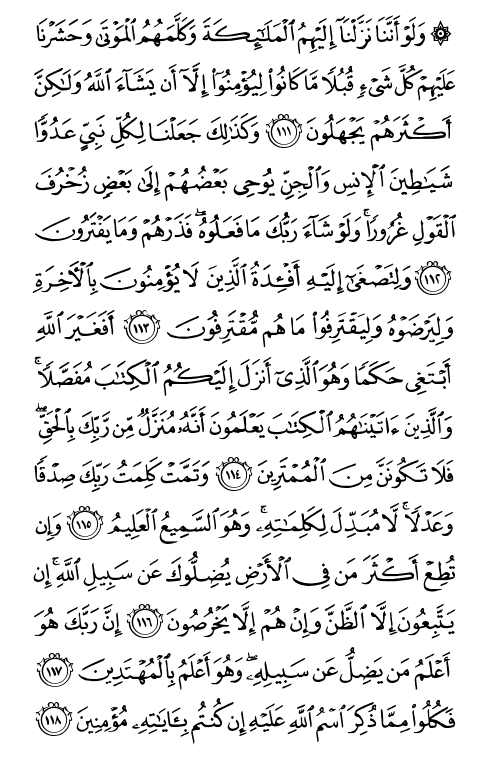 ۞ وَلَوْ أَنَّنَا نَزَّلْنَآ إِلَيْهِمُ ٱلْمَلَٰٓئِكَةَ وَكَلَّمَهُمُ ٱلْمَوْتَىٰ وَحَشَرْنَا
عَلَيْهِمْ كُلَّ شَىْءٍ قُبُلًا مَّا كَانُوا۟ لِيُؤْمِنُوٓا۟ إِلَّآ أَن يَشَآءَ ٱللَّهُ وَلَٰكِنَّ
أَكْثَرَهُمْ يَجْهَلُونَ ١١١ وَكَذَٰلِكَ جَعَلْنَا لِكُلِّ نَبِىٍّ عَدُوًّا
شَيَٰطِينَ ٱلْإِنسِ وَٱلْجِنِّ يُوحِى بَعْضُهُمْ إِلَىٰ بَعْضٍ زُخْرُفَ
ٱلْقَوْلِ غُرُورًا ۚ وَلَوْ شَآءَ رَبُّكَ مَا فَعَلُوهُ ۖ فَذَرْهُمْ وَمَا يَفْتَرُونَ
١١٢ وَلِتَصْغَىٰٓ إِلَيْهِ أَفْـِٔدَةُ ٱلَّذِينَ لَا يُؤْمِنُونَ بِٱلْـَٔاخِرَةِ
وَلِيَرْضَوْهُ وَلِيَقْتَرِفُوا۟ مَا هُم مُّقْتَرِفُونَ ١١٣ أَفَغَيْرَ ٱللَّهِ
أَبْتَغِى حَكَمًا وَهُوَ ٱلَّذِىٓ أَنزَلَ إِلَيْكُمُ ٱلْكِتَٰبَ مُفَصَّلًا ۚ
وَٱلَّذِينَ ءَاتَيْنَٰهُمُ ٱلْكِتَٰبَ يَعْلَمُونَ أَنَّهُۥ مُنَزَّلٌ مِّن رَّبِّكَ بِٱلْحَقِّ ۖ
فَلَا تَكُونَنَّ مِنَ ٱلْمُمْتَرِينَ ١١٤ وَتَمَّتْ كَلِمَتُ رَبِّكَ صِدْقًا
وَعَدْلًا ۚ لَّا مُبَدِّلَ لِكَلِمَٰتِهِۦ ۚ وَهُوَ ٱلسَّمِيعُ ٱلْعَلِيمُ ١١٥ وَإِن
تُطِعْ أَكْثَرَ مَن فِى ٱلْأَرْضِ يُضِلُّوكَ عَن سَبِيلِ ٱللَّهِ ۚ إِن
يَتَّبِعُونَ إِلَّا ٱلظَّنَّ وَإِنْ هُمْ إِلَّا يَخْرُصُونَ ١١٦ إِنَّ رَبَّكَ هُوَ
أَعْلَمُ مَن يَضِلُّ عَن سَبِيلِهِۦ ۖ وَهُوَ أَعْلَمُ بِٱلْمُهْتَدِينَ ١١٧
فَكُلُوا۟ مِمَّا ذُكِرَ ٱسْمُ ٱللَّهِ عَلَيْهِ إِن كُنتُم بِـَٔايَٰتِهِۦ مُؤْمِنِينَ ١١٨